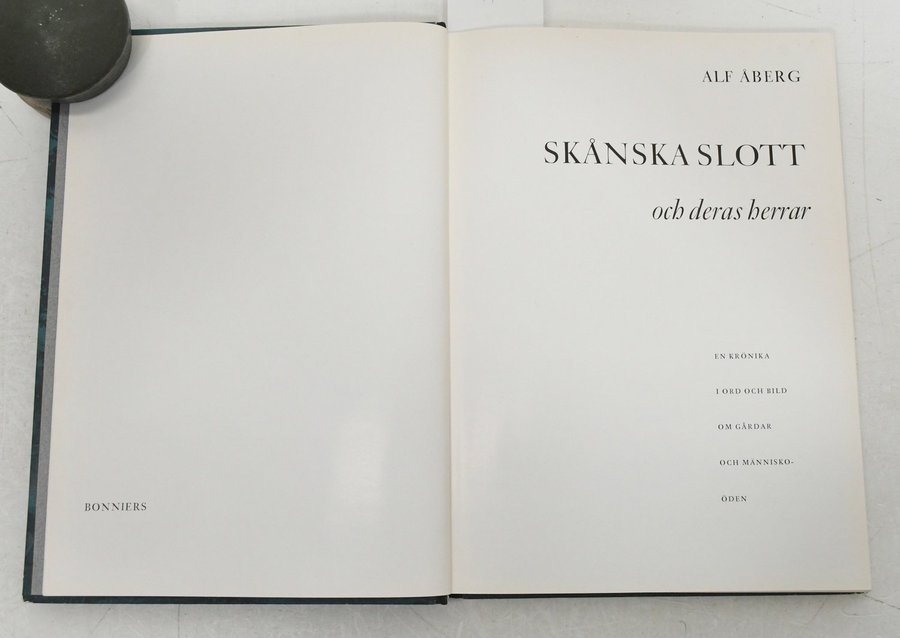 BONNIERS
ALF ÅBERG
SKÅNSKA SLOTT
och deras herrar
EN KRÖNIKA
I ORD OCH BILD
OM GÅRDAR
OCH MÄNNISKO-
ÖDEN